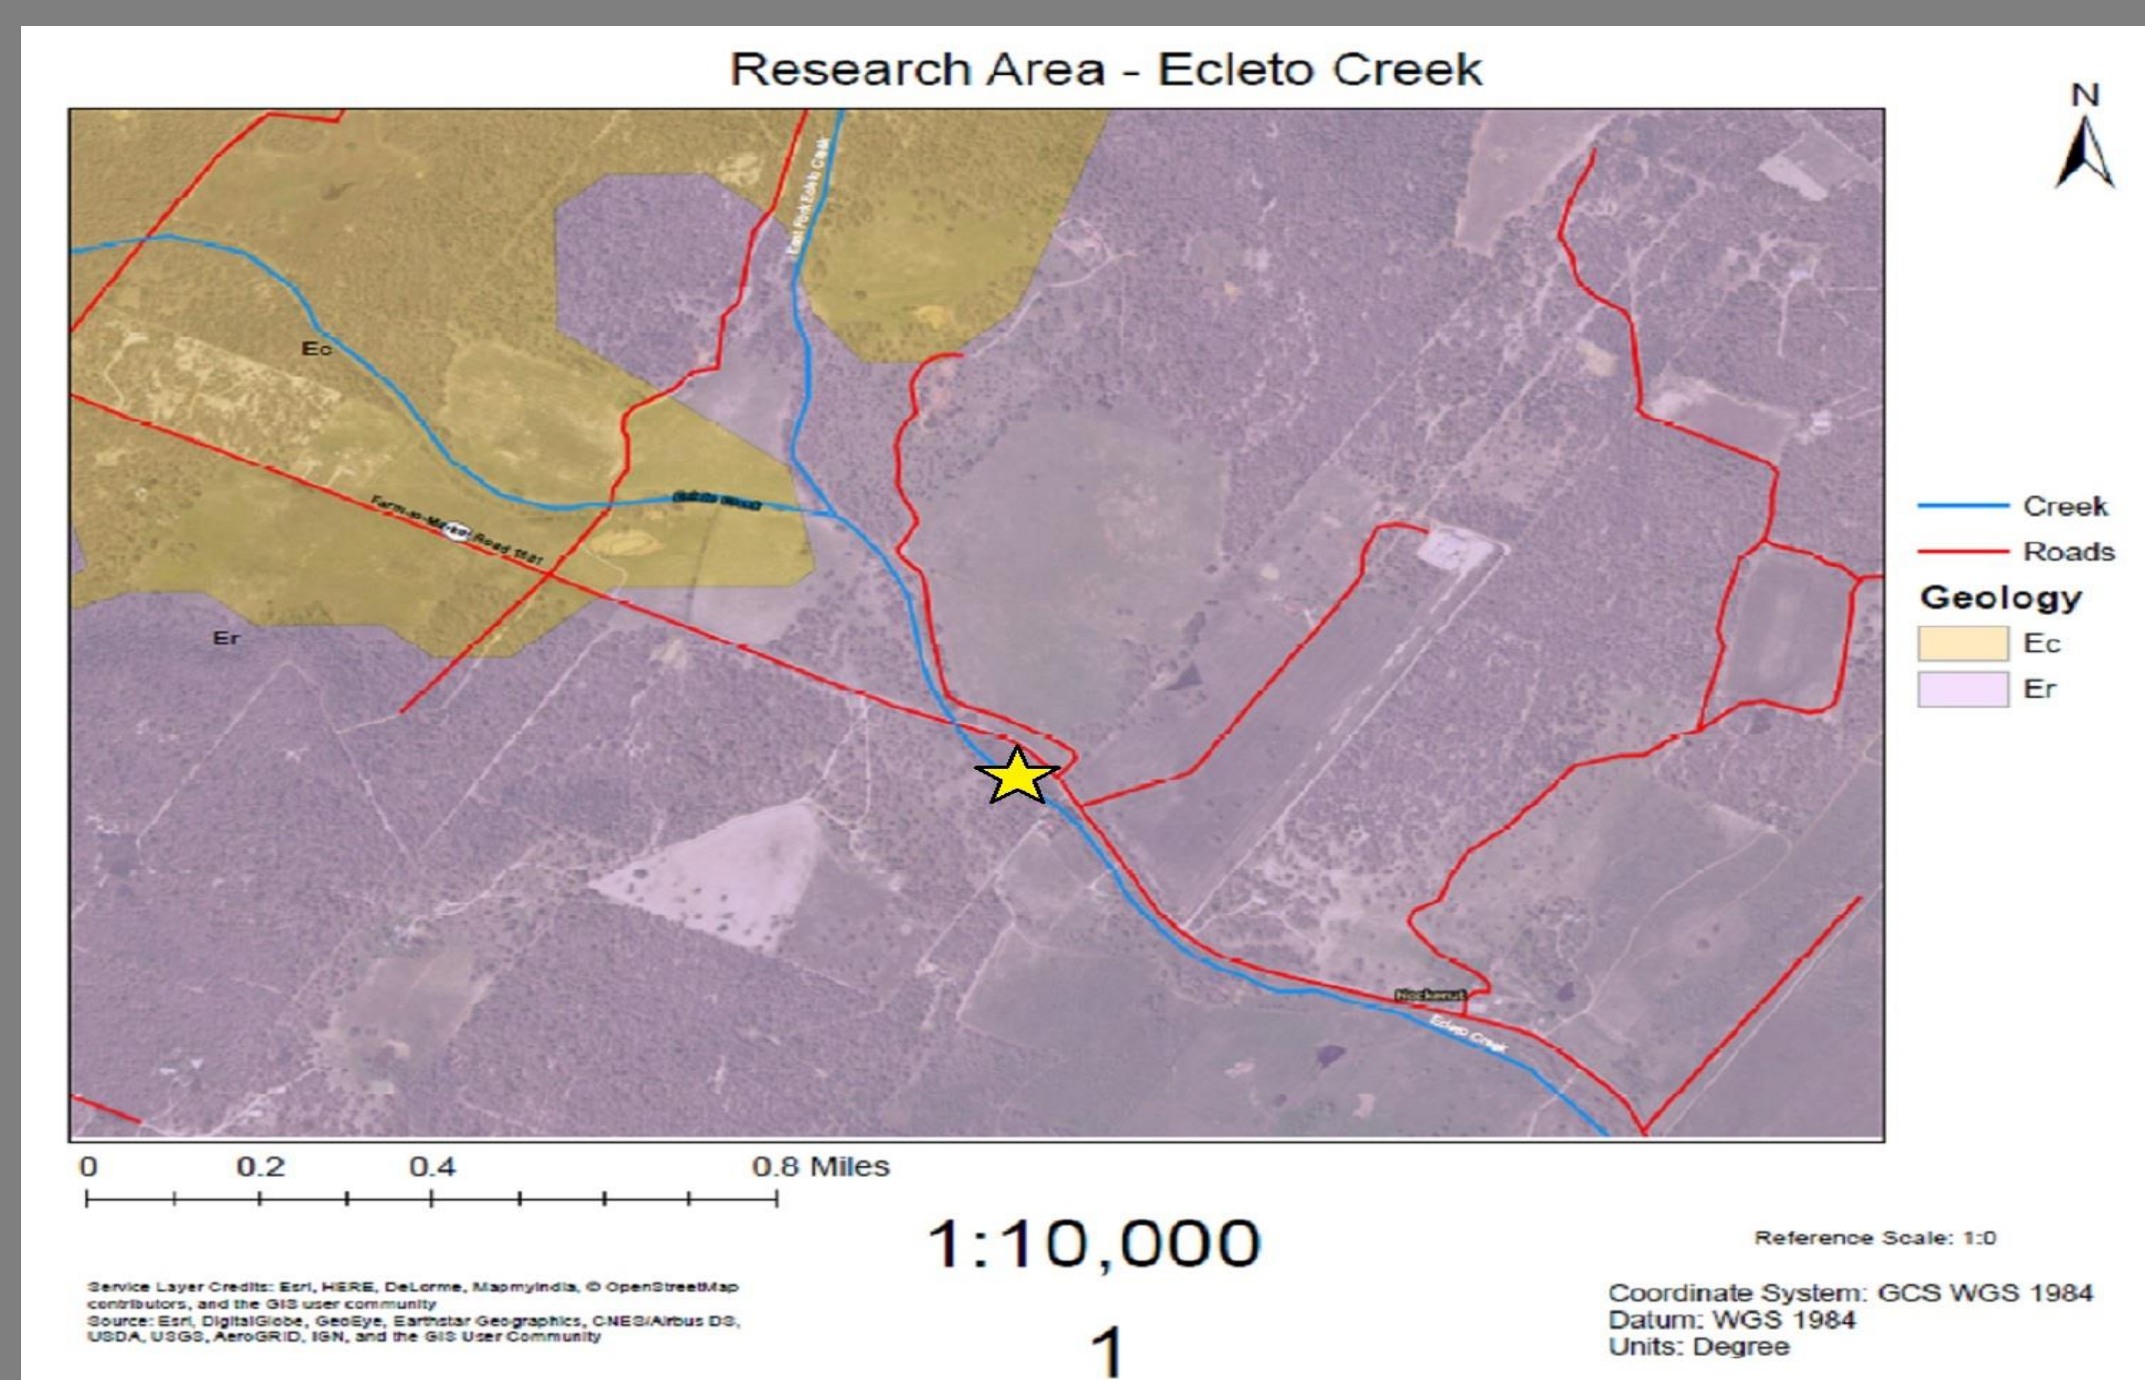 Research Area - Ecleto Creek
N
East Fork Ecleto Creek
Ec
Ecleto Creek
Farm-to-Market Road 1681
Er
Creek
Roads
Geology
Ec
Er
Nockenut
Ecleto Creek
0 0.2 0.4 0.8 Miles
1:10,000
Reference Scale: 1:0
Service Layer Credits: Esri, HERE, DeLorme, MapmyIndia, © OpenStreetMap
contributors, and the GIS user community
Source: Esri, DigitalGlobe, GeoEye, Earthstar Geographics, CNES/Airbus DS,
USDA, USGS, AeroGRID, IGN, and the GIS User Community
Coordinate System: GCS WGS 1984
Datum: WGS 1984
Units: Degree
1